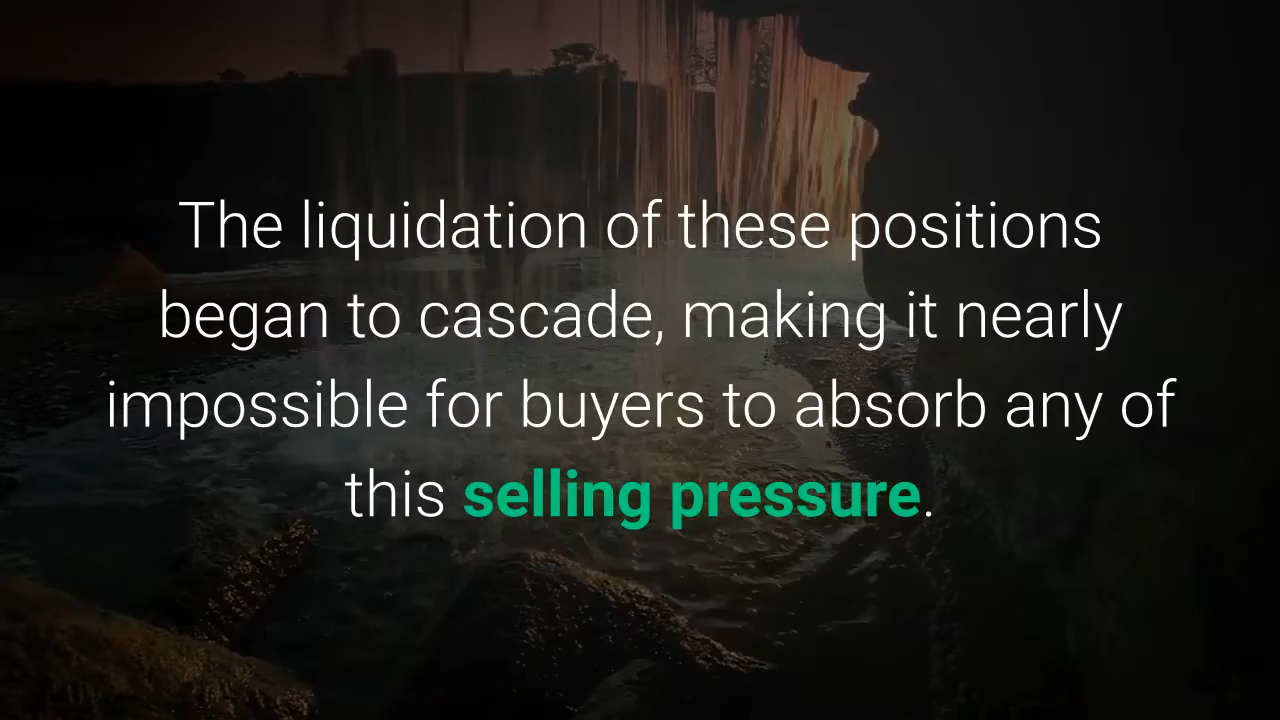 The liquidation of these positions
began to cascade, making it nearly
impossible for buyers to absorb any of
this selling pressure.